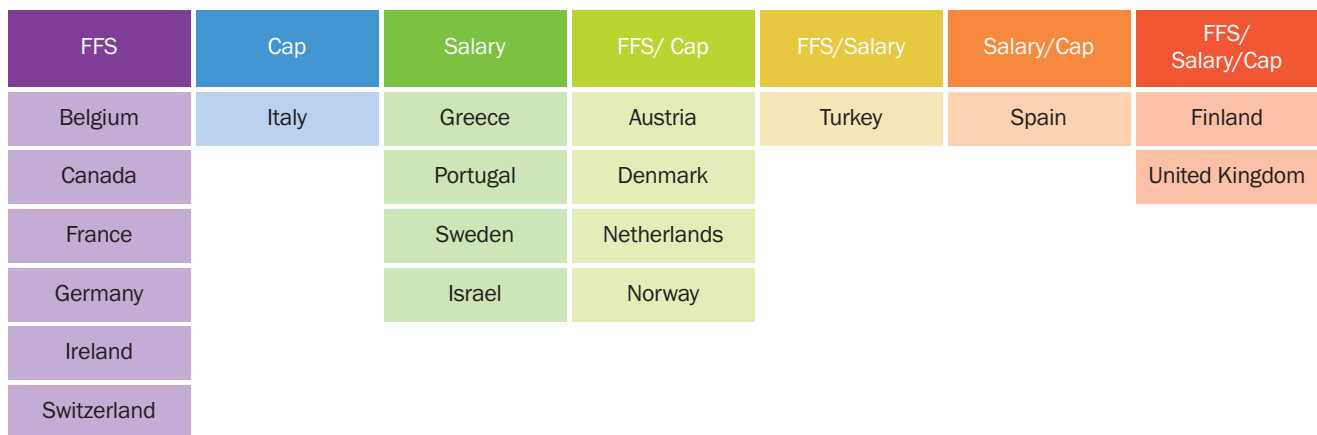 FFS
Cap
Salary
FFS/ Cap
FFS/Salary
Salary/Cap
FFS/
Salary/Cap
Belgium
Italy
Greece
Austria
Turkey
Spain
Finland
Canada
Portugal
Denmark
United Kingdom
France
Sweden
Netherlands
Germany
Israel
Norway
Ireland
Switzerland